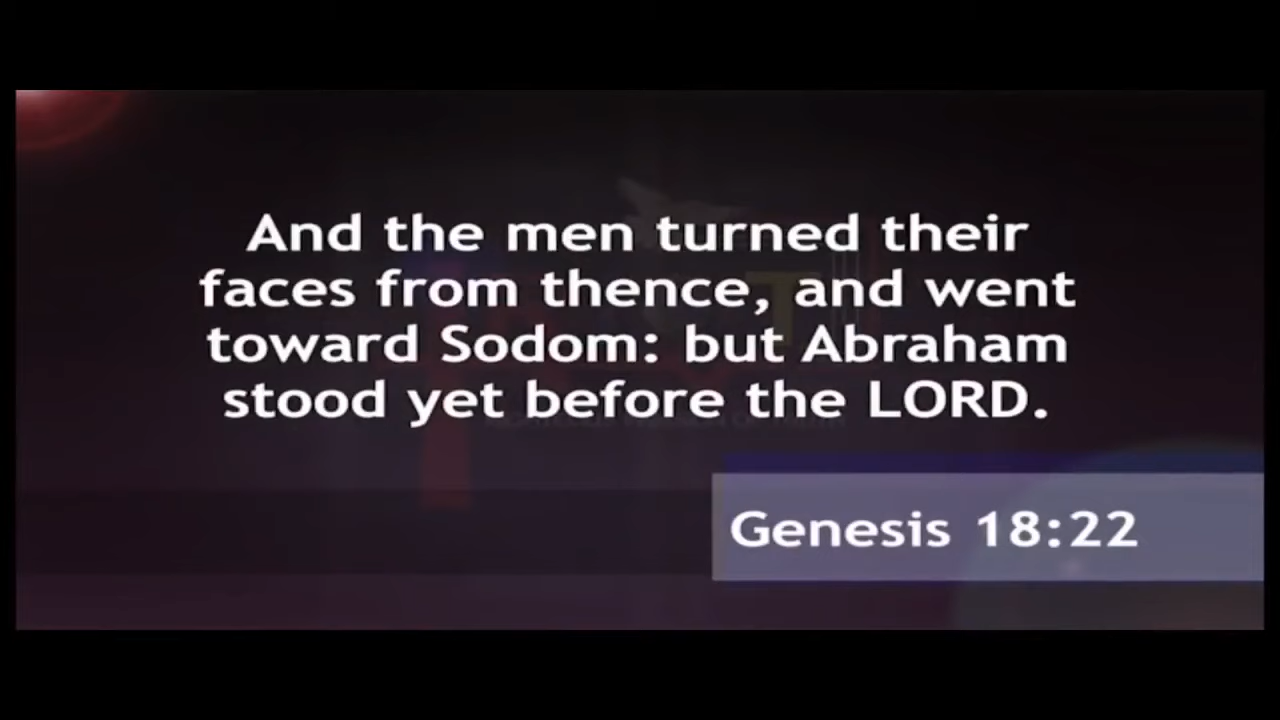 And the men turned their
faces from thence, and went
toward Sodom: but Abraham
stood yet before the LORD.
Genesis 18:22